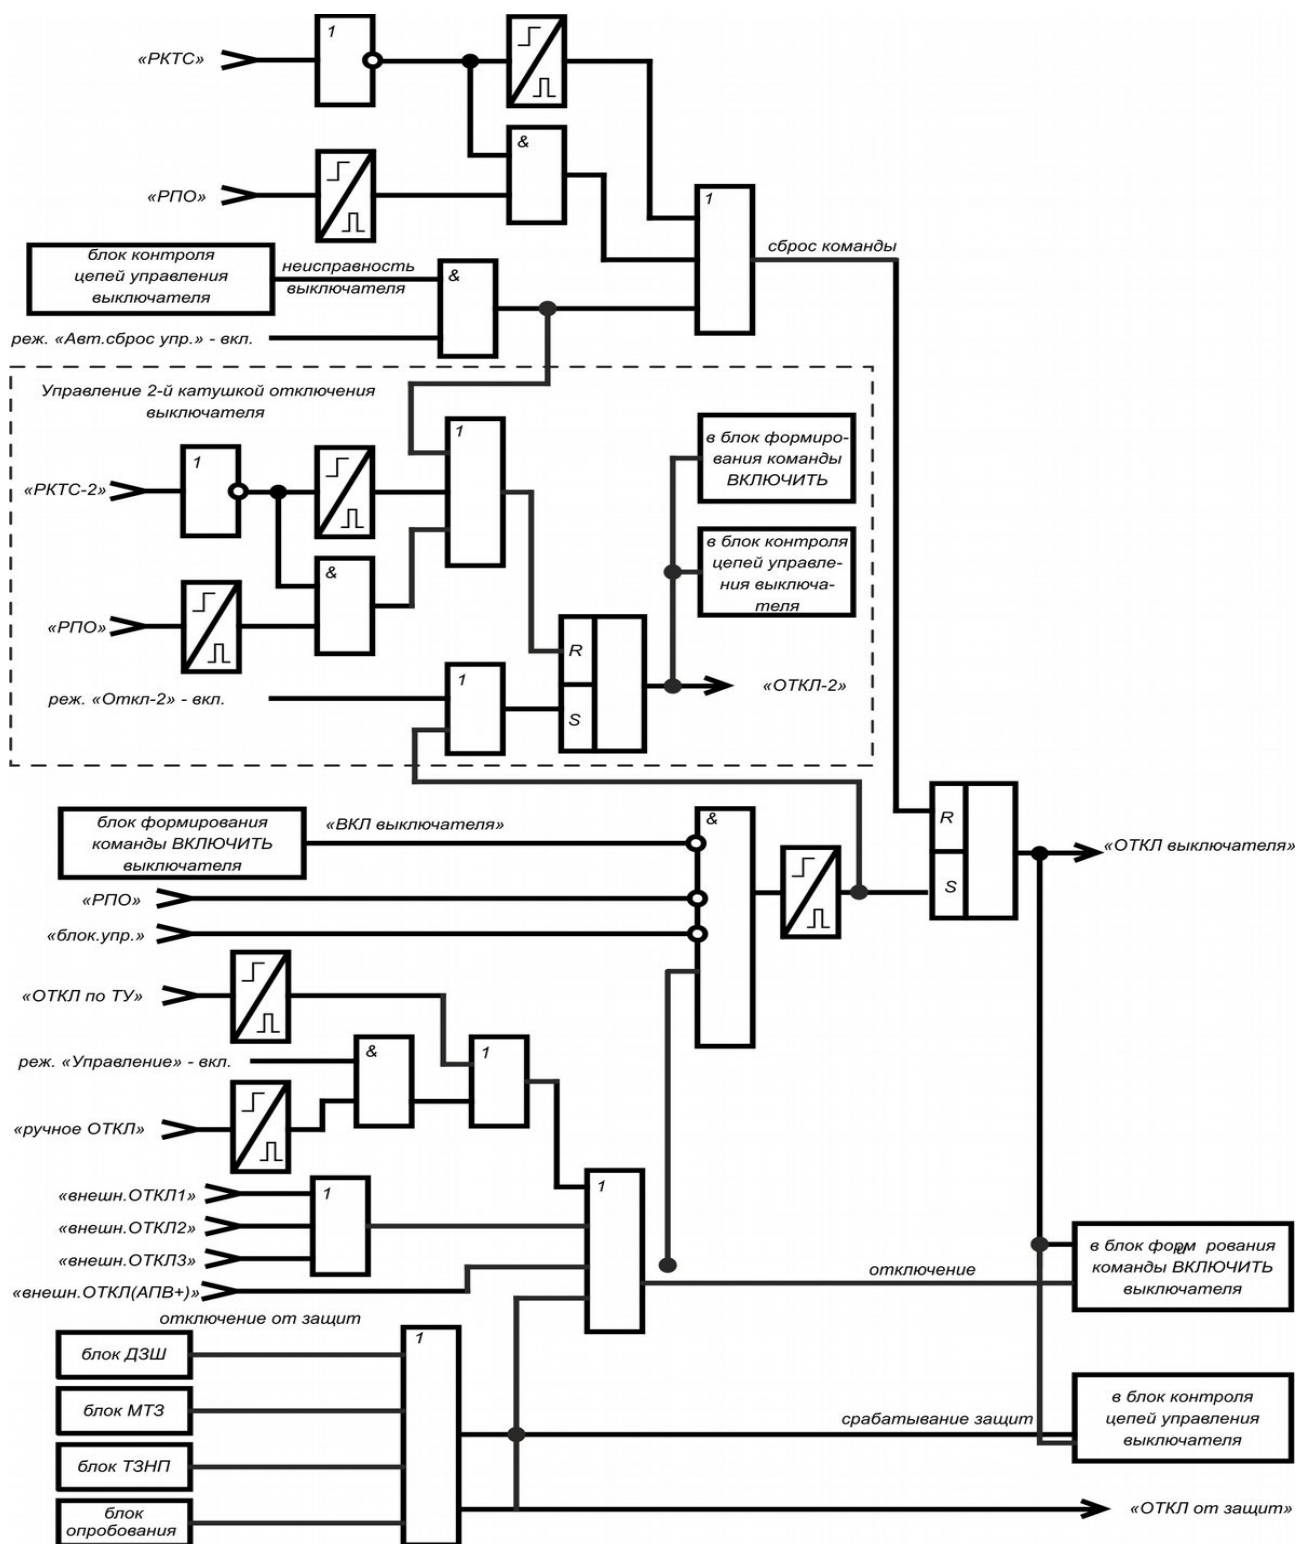 1
«РКТС»
&
«РПО»
1
сброс команды
блок контроля
цепей управления
выключателя
неисправность
выключателя
&
реж. «Авт.сброс упр.» - вкл.
Управление 2-й катушкой отключения
выключателя
1
в блок формиро-
вания команды
ВКЛЮЧИТЬ
1
«РКТС-2»
в блок контроля
цепей управле-
ния выключа-
теля
&
«РПО»
R
S
1
реж. «Откл-2» - вкл.
«ОТКЛ-2»
блок формирования
команды ВКЛЮЧИТЬ
выключателя
«ВКЛ выключателя»
&
R
S
«ОТКЛ выключателя»
«РПО»
«блок.упр.»
«ОТКЛ по ТУ»
реж. «Управление» - вкл.
&
1
«ручное ОТКЛ»
«внешн.ОТКЛ1»
1
1
«внешн.ОТКЛ2»
«внешн.ОТКЛ3»
«внешн.ОТКЛ(АПВ+)»
отключение
в блок форм рования
и
команды ВКЛЮЧИТЬ
выключателя
отключение от защит
1
блок ДЗШ
блок МТЗ
срабатывание защит
в блок контроля
цепей управления
выключателя
блок ТЗНП
блок
опробования
«ОТКЛ от защит»